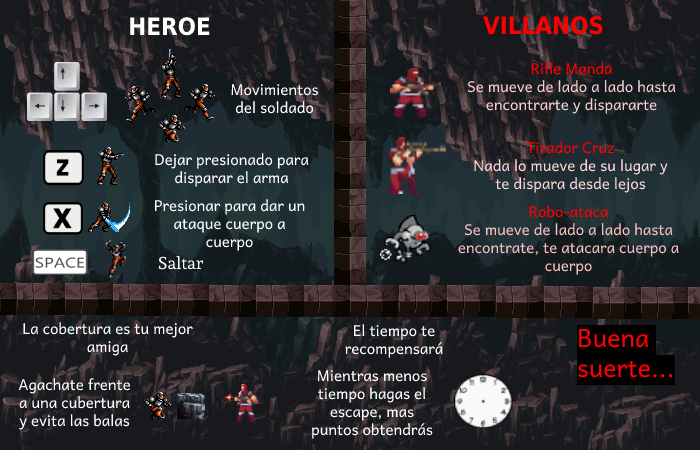 HEROE
Movimientos
del soldado
Z
Dejar presionado para
disparar el arma
X
Presionar para dar un
ataque cuerpo a
cuerpo
SPACE
Saltar
VILLANOS
Rifle Manda
Se mueve de lado a lado hasta
encontrarte y dispararte
Tirador Cruz
Nada lo mueve de su lugar y
te dispara desde lejos
Robo-ataca
Se mueve de lado a lado hasta
encontrate, te atacara cuerpo a
cuerpo
La cobertura es tu mejor
amiga
Agachate frente
a una cubertura
y evita las balas
El tiempo te
recompensará
Mientras menos
tiempo hagas el
escape, mas
puntos obtendrás
Buena
suerte...